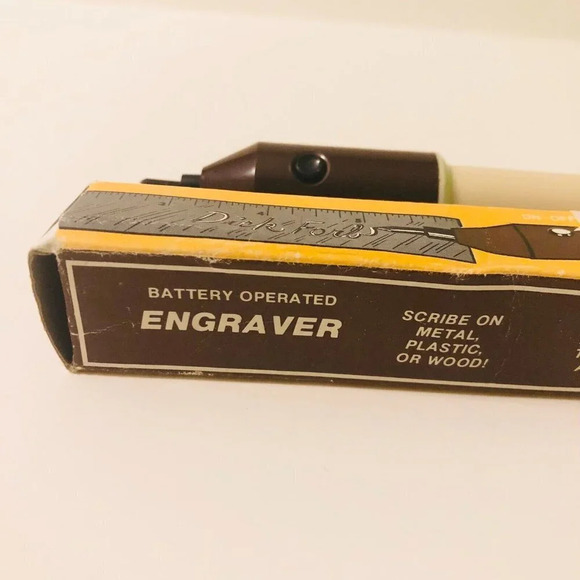 BATTERY OPERATED
ENGRAVER
SCRIBE ON
METAL,
PLASTIC,
OR WOOD!